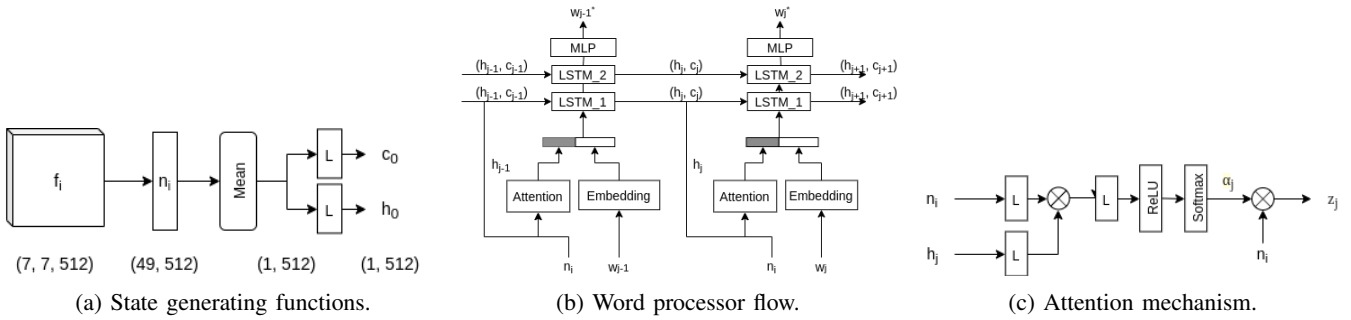 f_i
n_i
Mean
L
c_0
L
h_0
(7, 7, 512)
(49, 512)
(1, 512)
(1, 512)
(a) State generating functions.
w_{j-1}^*
w_j^*
MLP
MLP
(h_{j-1}, c_{j-1})
LSTM_2
(h_j, c_j)
LSTM_2
(h_{j+1}, c_{j+1})
(h_{j-1}, c_{j-1})
LSTM_1
(h_j, c_j)
LSTM_1
(h_{j+1}, c_{j+1})
h_{j-1}
h_j
Attention
Embedding
Attention
Embedding
n_i
w_{j-1}
n_i
w_j
(b) Word processor flow.
n_i
L
L
ReLU
Softmax
α_j
z_j
h_j
L
n_i
(c) Attention mechanism.